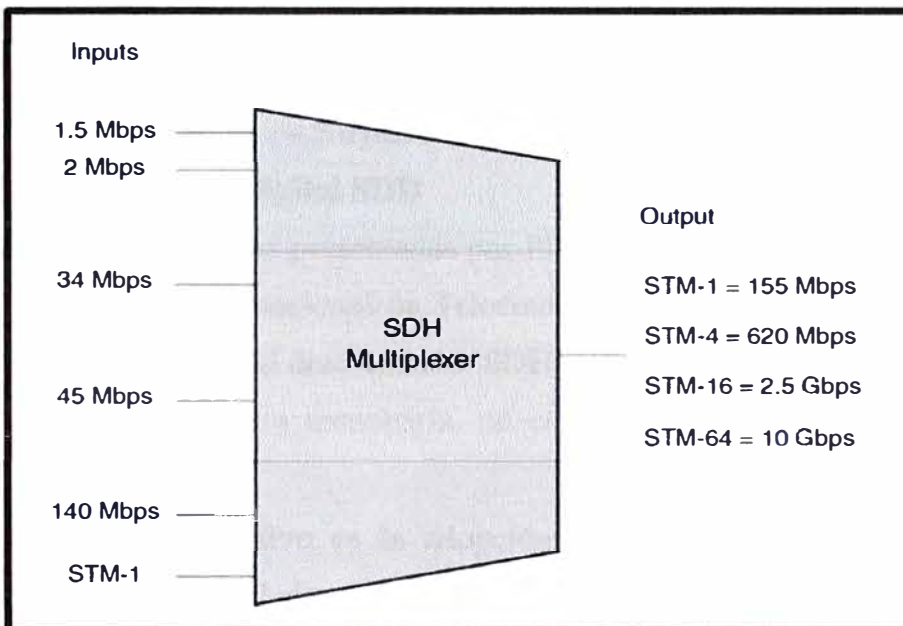 Inputs
1.5 Mbps
2 Mbps
34 Mbps
45 Mbps
140 Mbps
STM-1
SDH
Multiplexer
Output
STM-1 = 155 Mbps
STM-4 = 620 Mbps
STM-16 = 2.5 Gbps
STM-64 = 10 Gbps